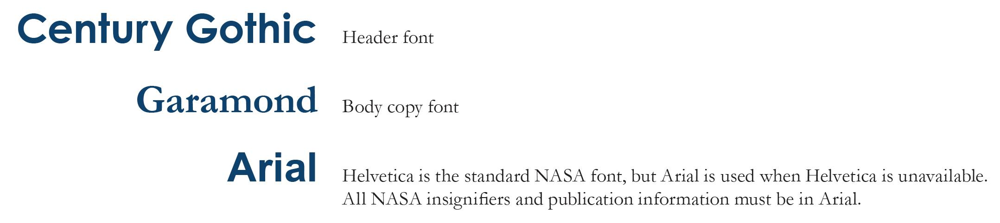 Century Gothic Header font
Garamond Body copy font
Arial Helvetica is the standard NASA font, but Arial is used when Helvetica is unavailable.
All NASA insignifiers and publication information must be in Arial.